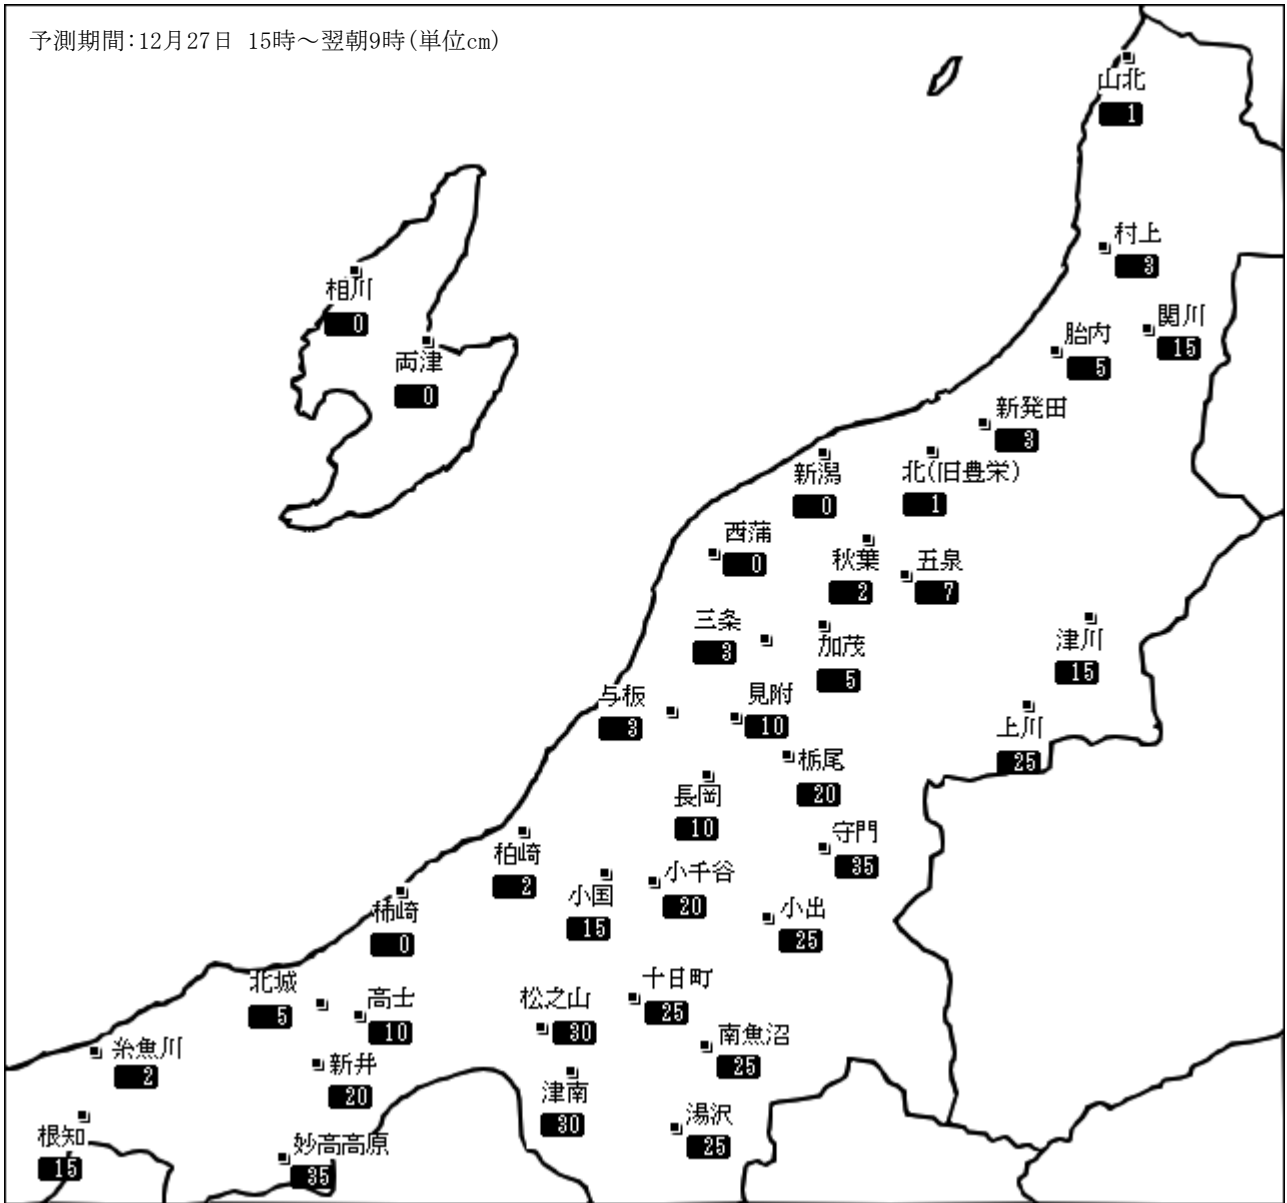 予測期間:12月27日 15時～翌朝9時(単位cm)
山北
1
村上
3
相川
0
関川
15
胎内
5
両津
0
新発田
3
新潟
0
北(旧豊栄)
1
西蒲
0
秋葉
2
五泉
7
三条
3
加茂
5
津川
15
与板
3
見附
10
上川
25
栃尾
20
長岡
10
守門
35
柏崎
2
小国
15
小千谷
20
小出
25
柿崎
0
北城
5
高士
10
松之山
30
十日町
25
南魚沼
25
糸魚川
2
新井
20
津南
30
湯沢
25
根知
15
妙高高原
35